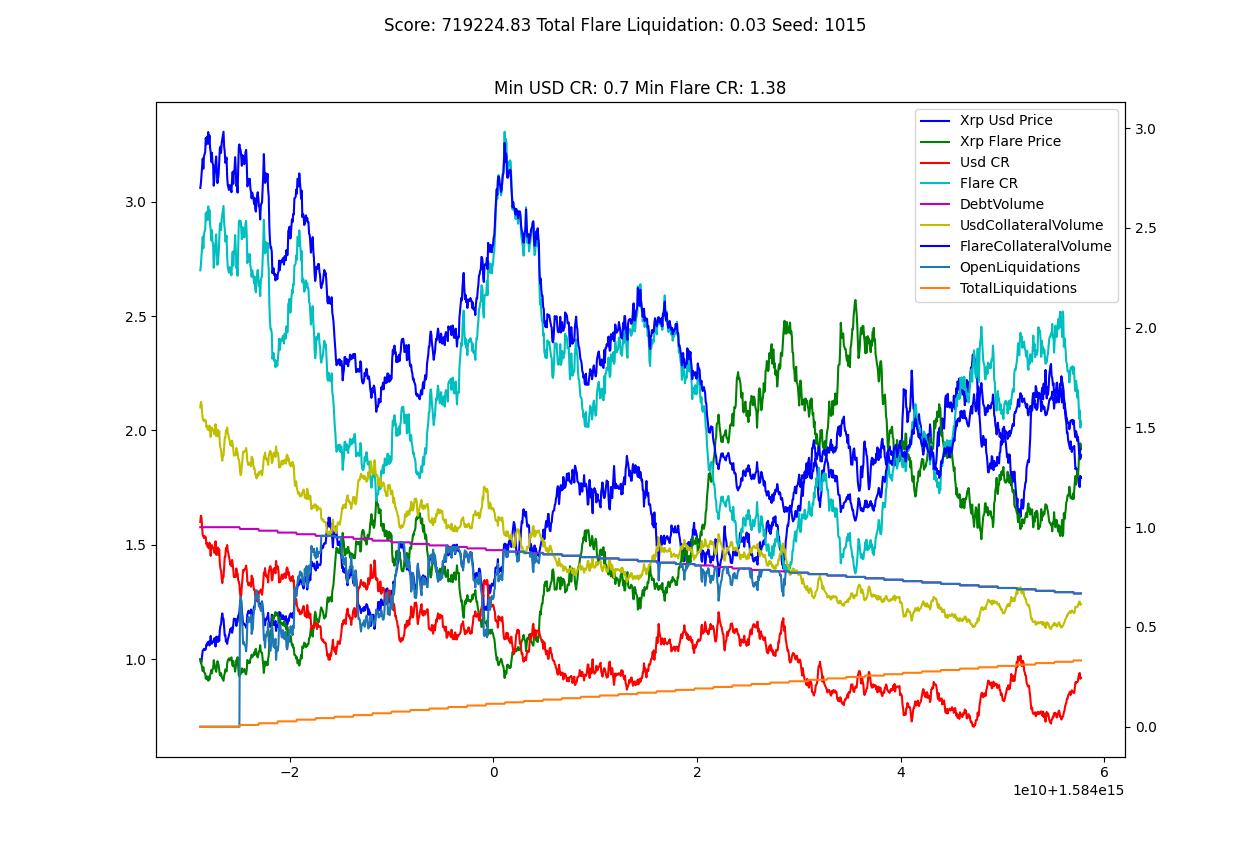 Score: 719224.83 Total Flare Liquidation: 0.03 Seed: 1015
Min USD CR: 0.7 Min Flare CR: 1.38
Xrp Usd Price
Xrp Flare Price
Usd CR
Flare CR
DebtVolume
UsdCollateralVolume
FlareCollateralVolume
OpenLiquidations
TotalLiquidations
3.0
2.5
2.0
1.5
1.0
3.0
2.5
2.0
1.5
1.0
0.5
0.0
−2
0
2
4
6
1e10+1.584e15